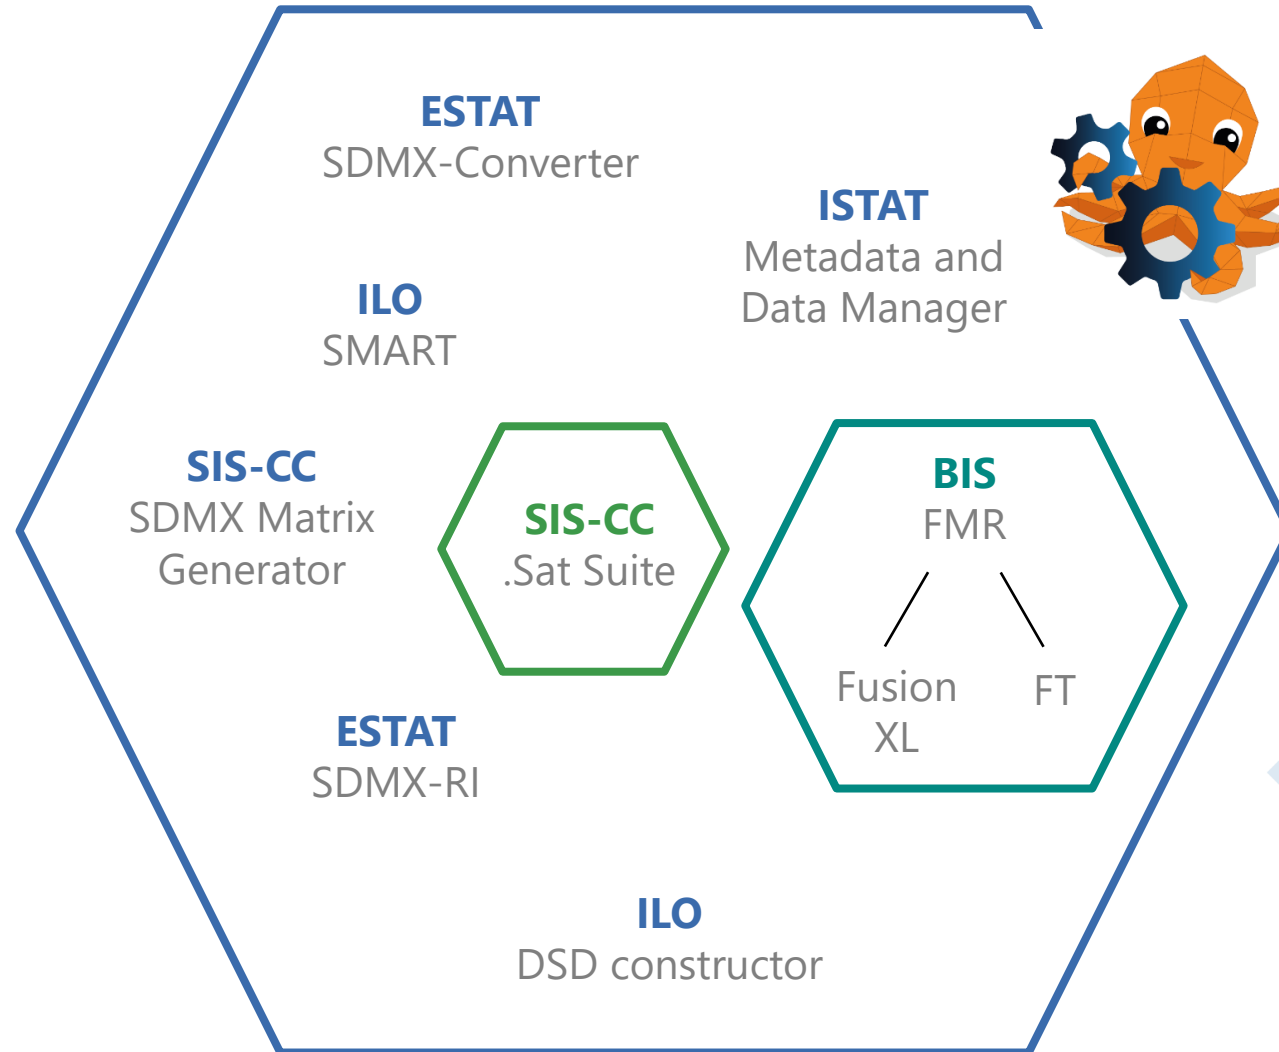 ESTAT
SDMX-Converter
ISTAT
Metadata and
Data Manager
ILO
SMART
SIS-CC
SDMX Matrix
Generator
SIS-CC
.Sat Suite
BIS
FMR
Fusion
XL
FT
ESTAT
SDMX-RI
ILO
DSD constructor